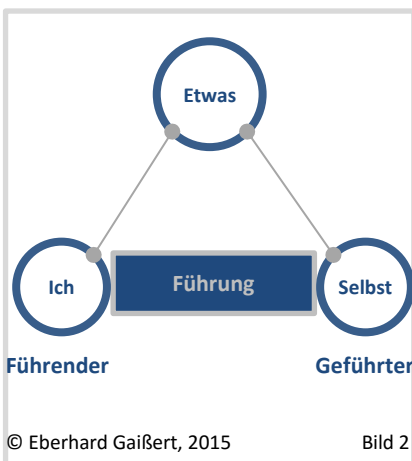 Etwas
Ich Führung Selbst
Führender Geführter
© Eberhard Gaißert, 2015 Bild 2